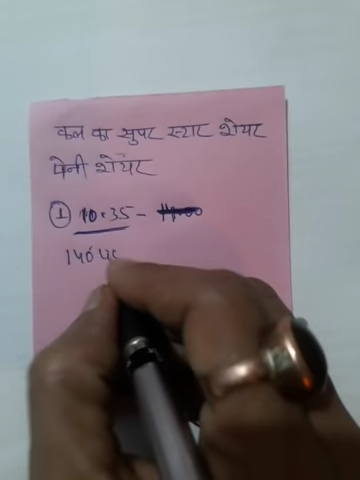 कल का सुपर स्टार शेयर
पेनी शेयर
① 10.35 -